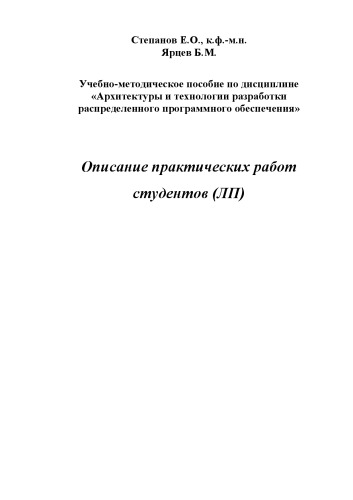 Степанов Е.О., к.ф.-м.н.
Ярцев Б.М.
Учебно-методическое пособие по дисциплине
«Архитектуры и технологии разработки
распределенного программного обеспечения»
Описание практических работ
студентов (ЛП)